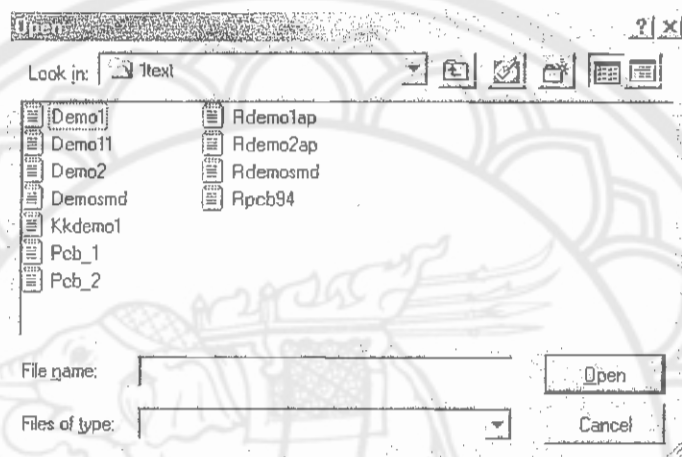 Open
Look in: 1text
Demo1
Demo11
Demo2
Demosmd
Kkdemo1
Pcb_1
Pcb_2
Rdemo1ap
Rdemo2ap
Rdemosmd
Rpcb94
File name:
Open
Files of type:
Cancel